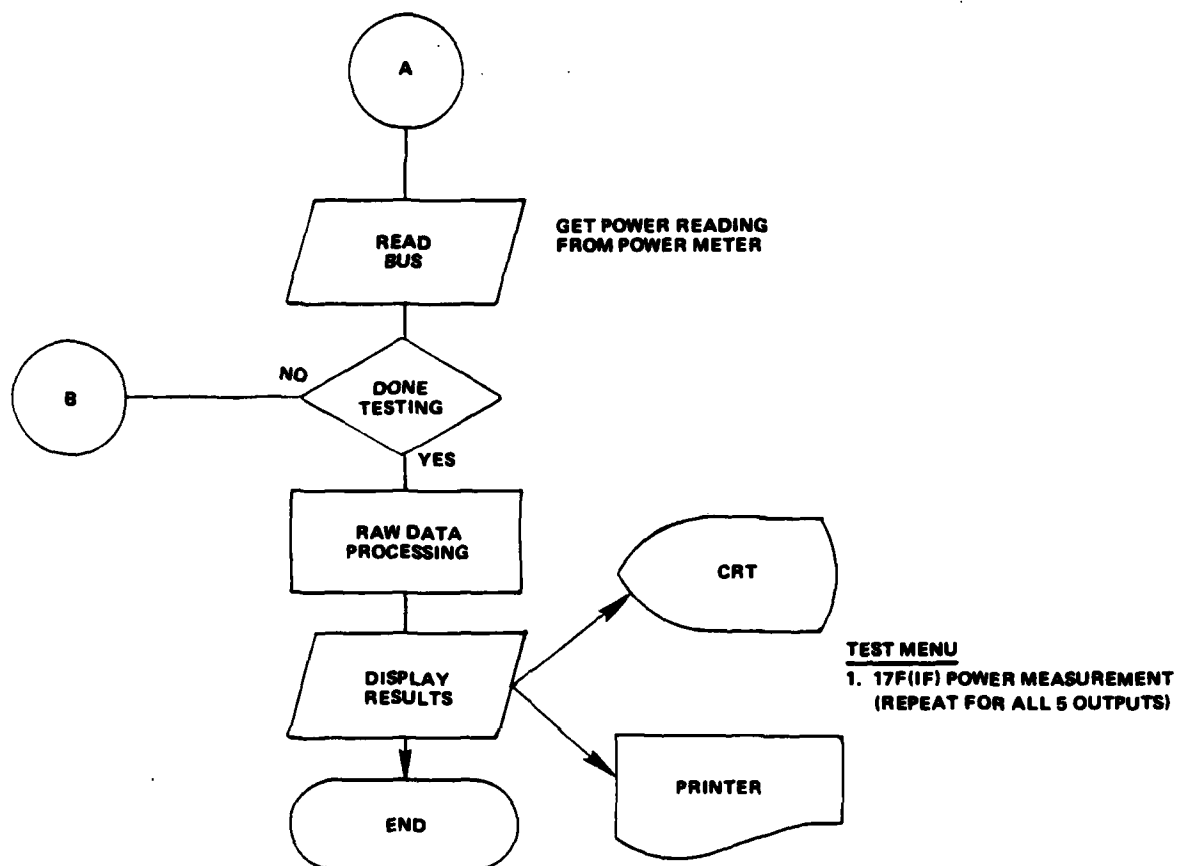 A
READ
BUS
GET POWER READING
FROM POWER METER
B
NO
DONE
TESTING
YES
RAW DATA
PROCESSING
CRT
DISPLAY
RESULTS
TEST MENU
1. 17F(IF) POWER MEASUREMENT
(REPEAT FOR ALL 5 OUTPUTS)
PRINTER
END